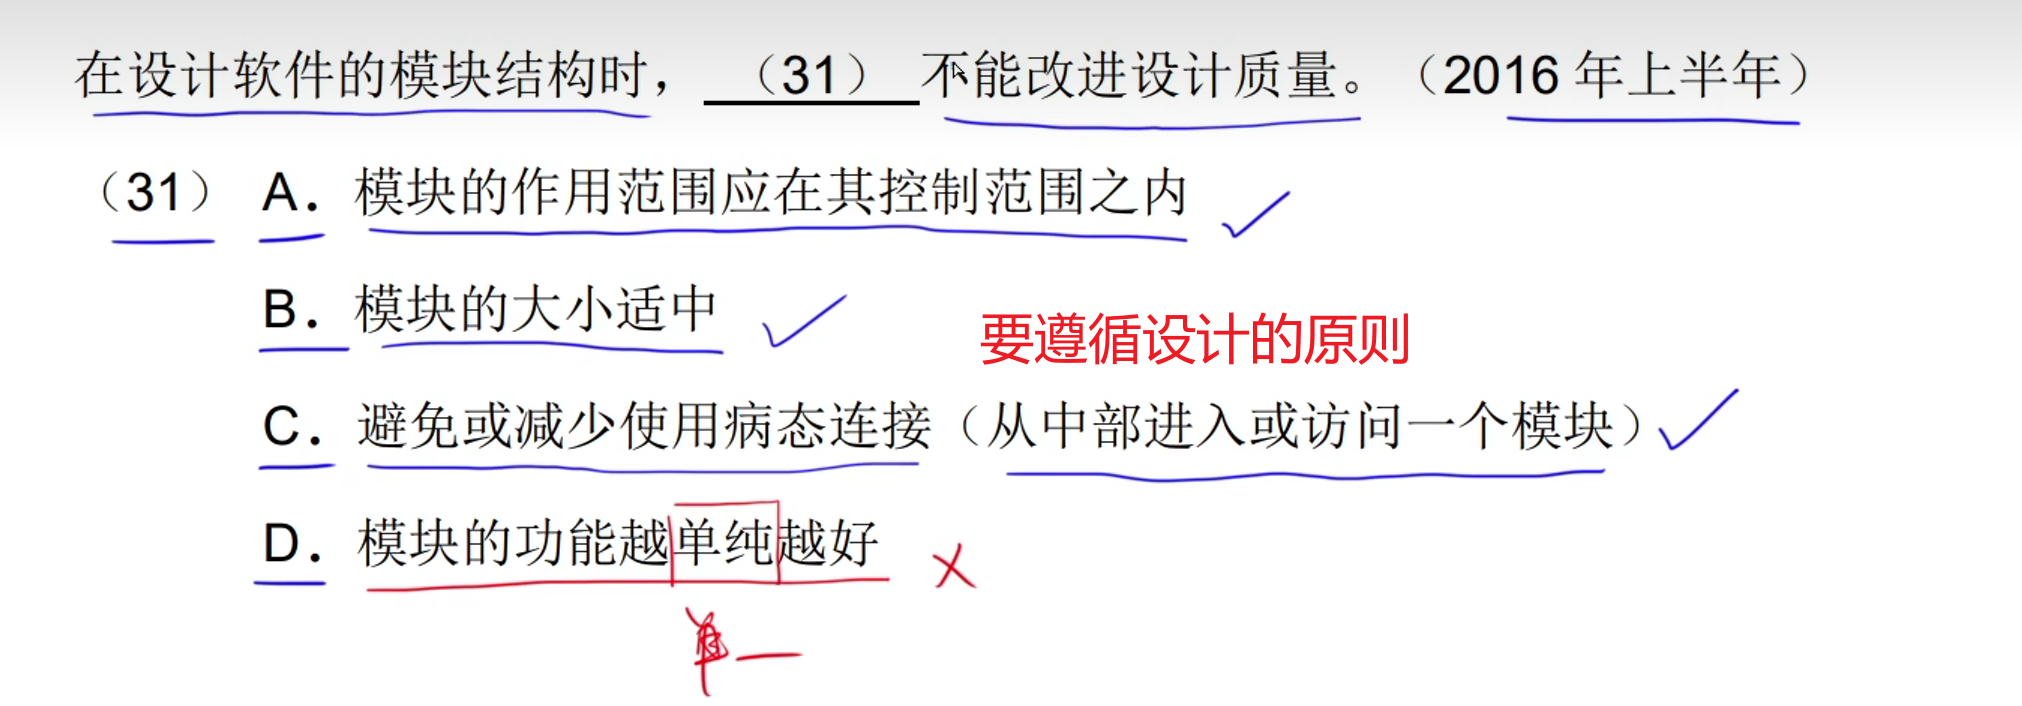 在设计软件的模块结构时，（31）不能改进设计质量。（2016 年上半年）
（31）A. 模块的作用范围应在其控制范围之内
B. 模块的大小适中
要遵循设计的原则
C. 避免或减少使用病态连接（从中部进入或访问一个模块）
D. 模块的功能越单纯越好
单一